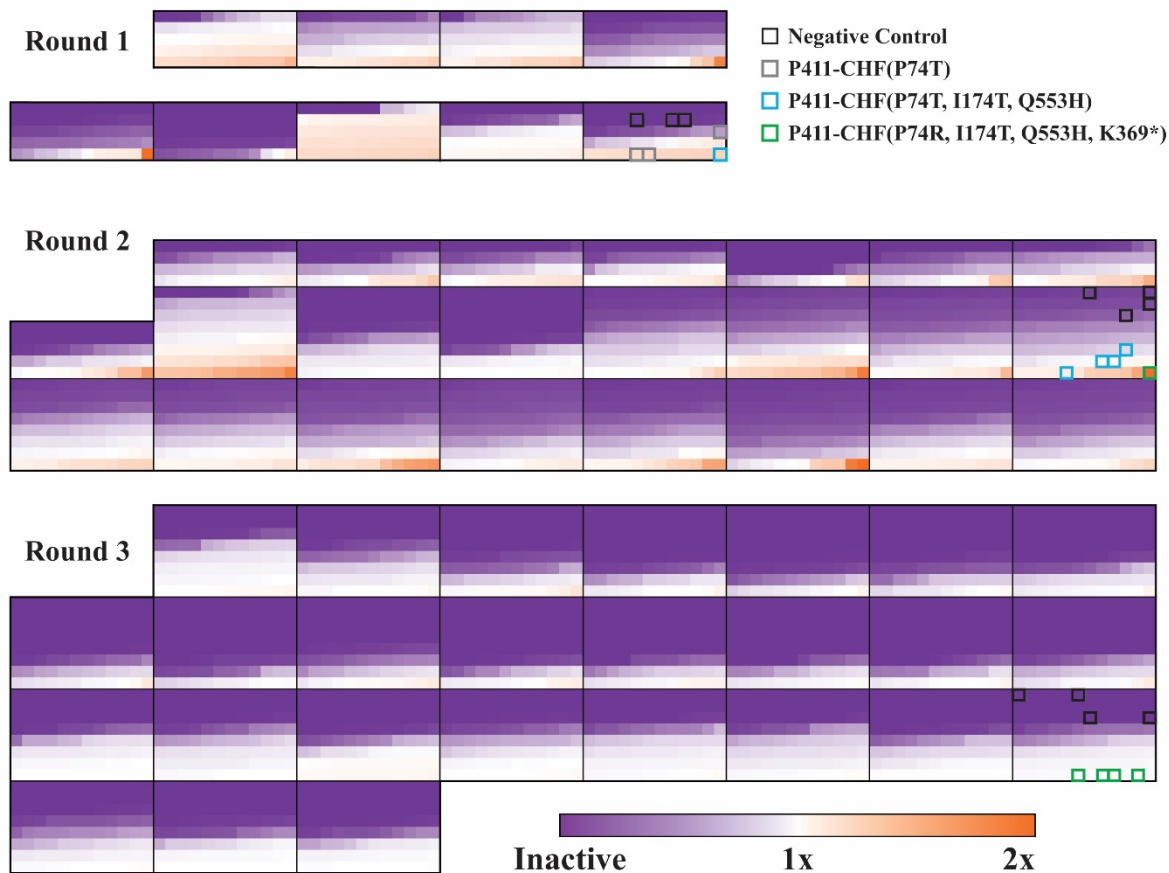 Round 1
Negative Control
P411-CHF(P74T)
P411-CHF(P74T, I174T, Q553H)
P411-CHF(P74R, I174T, Q553H, K369*)
Round 2
Round 3
Inactive 1x 2x